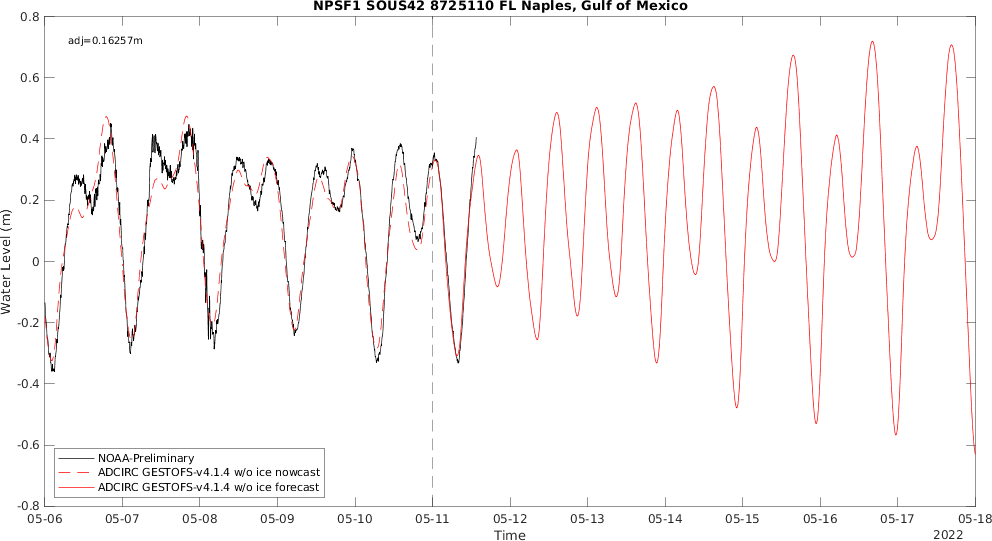 NPSF1 SOUS42 8725110 FL Naples, Gulf of Mexico
adj=0.16257m
0.8
0.6
0.4
0.2
0
-0.2
-0.4
-0.6
-0.8
Water Level (m)
NOAA-Preliminary
ADCIRC GESTOFS-v4.1.4 w/o ice nowcast
ADCIRC GESTOFS-v4.1.4 w/o ice forecast
05-06 05-07 05-08 05-09 05-10 05-11 05-12 05-13 05-14 05-15 05-16 05-17 05-18
Time
2022